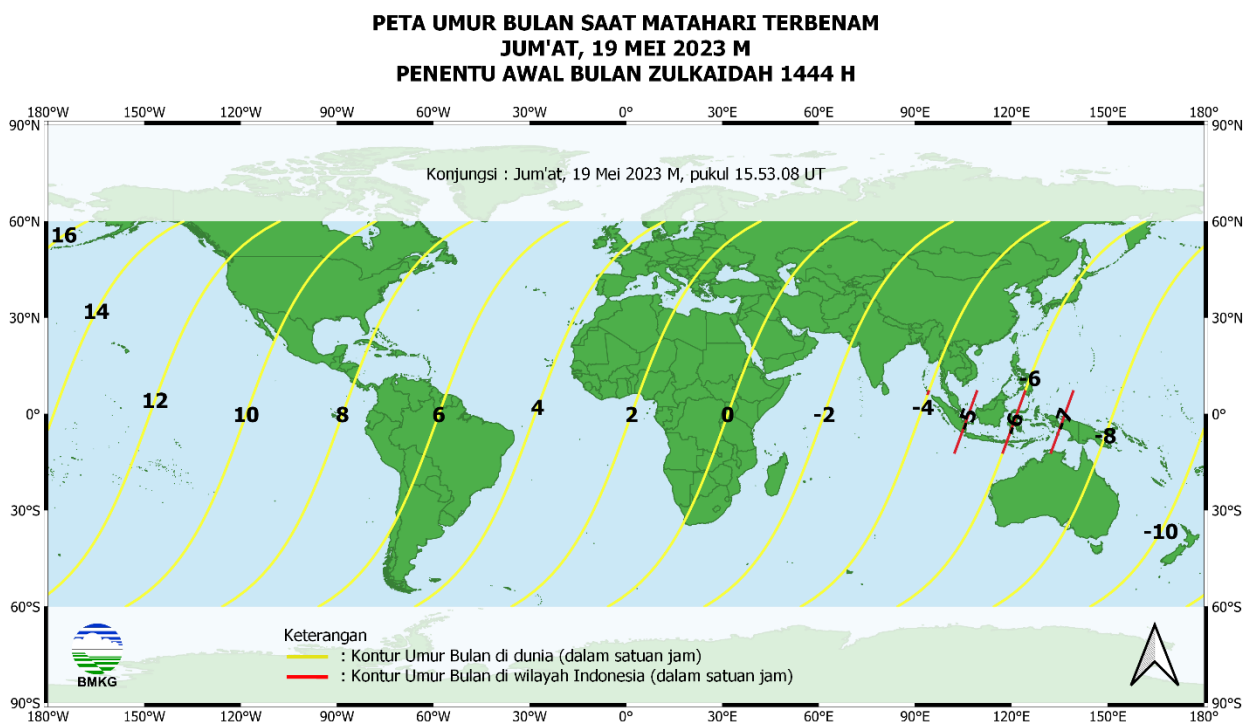 PETA UMUR BULAN SAAT MATAHARI TERBENAM
JUM'AT, 19 MEI 2023 M
PENENTU AWAL BULAN ZULKAIDAH 1444 H
180°W 150°W 120°W 90°W 60°W 30°W 0° 30°E 60°E 90°E 120°E 150°E 180°
90°N 90°N
Konjungsi : Jum'at, 19 Mei 2023 M, pukul 15.53.08 UT
60°N 60°N
16
14
30°N 30°N
-6
0° 12 10 8 6 4 2 0 -2 -4 -5 -6 -7 -8 0°
30°S 30°S
-10
60°S 60°S
Keterangan
: Kontur Umur Bulan di dunia (dalam satuan jam)
: Kontur Umur Bulan di wilayah Indonesia (dalam satuan jam)
BMKG
90°S 90°S
180°W 150°W 120°W 90°W 60°W 30°W 0° 30°E 60°E 90°E 120°E 150°E 180°